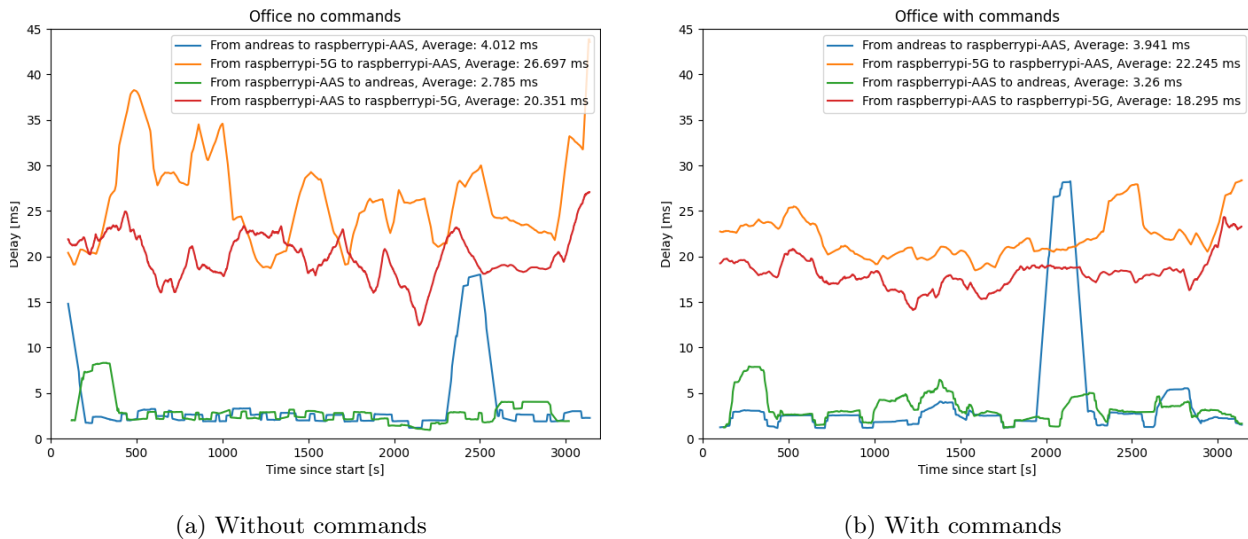 Office no commands
45
40
35
30
25
20
15
10
5
0
Delay [ms]
From andreas to raspberrypi-AAS, Average: 4.012 ms
From raspberrypi-5G to raspberrypi-AAS, Average: 26.697 ms
From raspberrypi-AAS to andreas, Average: 2.785 ms
From raspberrypi-AAS to raspberrypi-5G, Average: 20.351 ms
0 500 1000 1500 2000 2500 3000
Time since start [s]
(a) Without commands
Office with commands
45
40
35
30
25
20
15
10
5
0
Delay [ms]
From andreas to raspberrypi-AAS, Average: 3.941 ms
From raspberrypi-5G to raspberrypi-AAS, Average: 22.245 ms
From raspberrypi-AAS to andreas, Average: 3.26 ms
From raspberrypi-AAS to raspberrypi-5G, Average: 18.295 ms
0 500 1000 1500 2000 2500 3000
Time since start [s]
(b) With commands